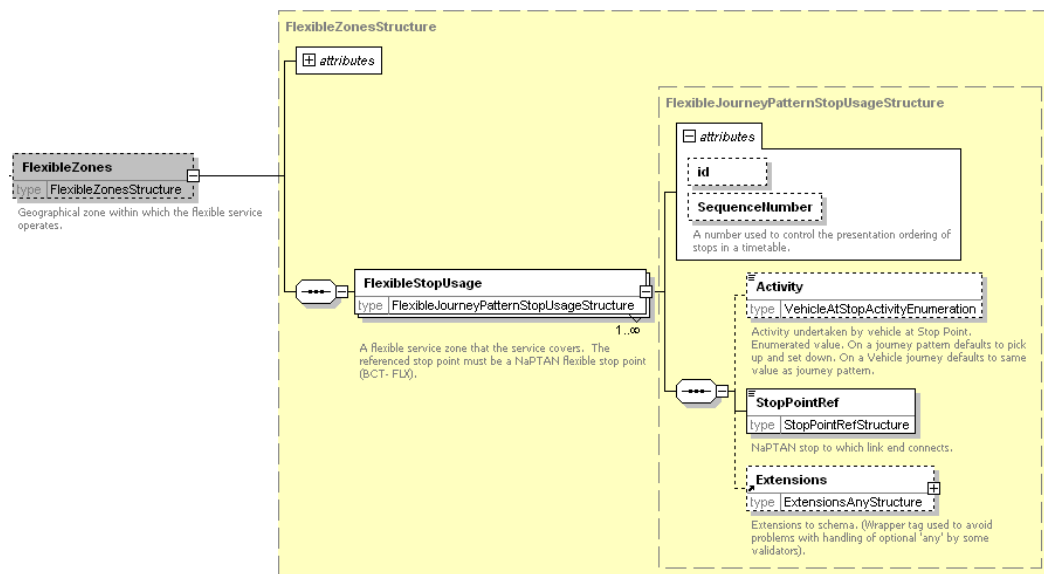 FlexibleZonesStructure
attributes
FlexibleJourneyPatternStopUsageStructure
attributes
id
SequenceNumber
A number used to control the presentation ordering of
stops in a timetable.
FlexibleZones
type FlexibleZonesStructure
Geographical zone within which the flexible service
operates.
FlexibleStopUsage
type FlexibleJourneyPatternStopUsageStructure
1..∞
A flexible service zone that the service covers.  The
referenced stop point must be a NaPTAN flexible stop point
(BCT- FLX).
Activity
type VehicleAtStopActivityEnumeration
Activity undertaken by vehicle at Stop Point.
Enumerated value. On a journey pattern defaults to pick
up and set down. On a Vehicle journey defaults to same
value as journey pattern.
StopPointRef
type StopPointRefStructure
NaPTAN stop to which link end connects.
Extensions
type ExtensionsAnyStructure
Extensions to schema. (Wrapper tag used to avoid
problems with handling of optional 'any' by some
validators).